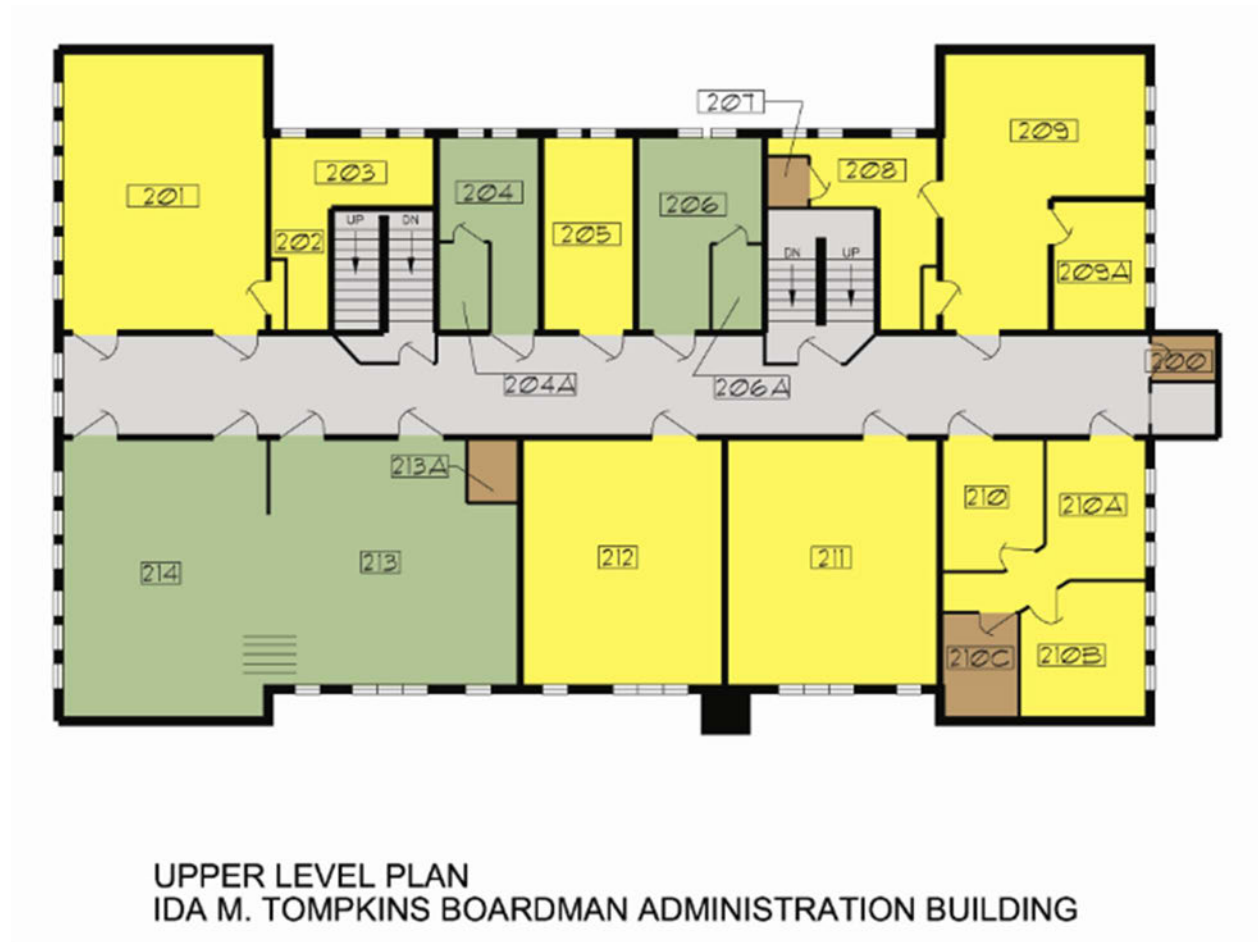 207
209
201
203
204
206
208
205
UP
DN
202
DN
UP
209A
200
204A
206A
213A
210
210A
214
213
212
211
210C
210B
UPPER LEVEL PLAN
IDA M. TOMPKINS BOARDMAN ADMINISTRATION BUILDING